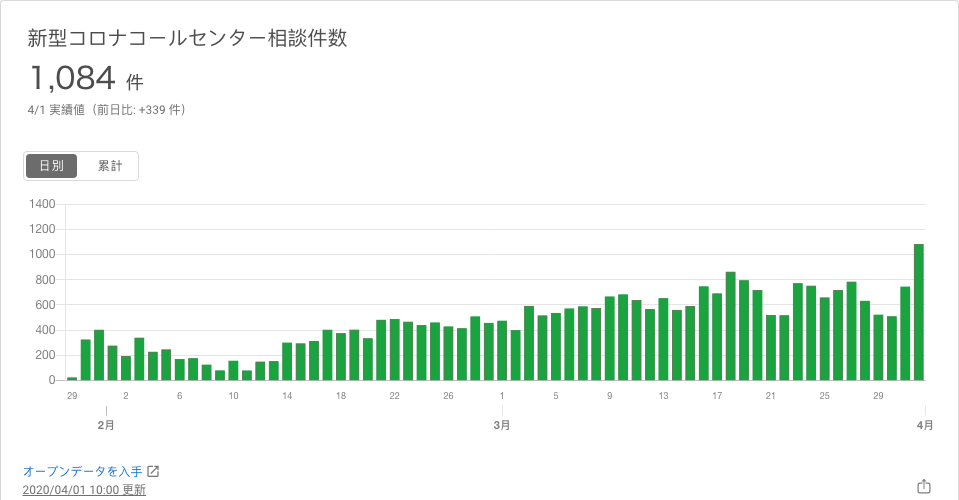 新型コロナコールセンター相談件数
1,084 件
4/1 実績値（前日比: +339 件）
日別 累計
1400
1200
1000
800
600
400
200
0
29 2 6 10 14 18 22 26 1 5 9 13 17 21 25 29
2月 3月 4月
オープンデータを入手
2020/04/01 10:00 更新